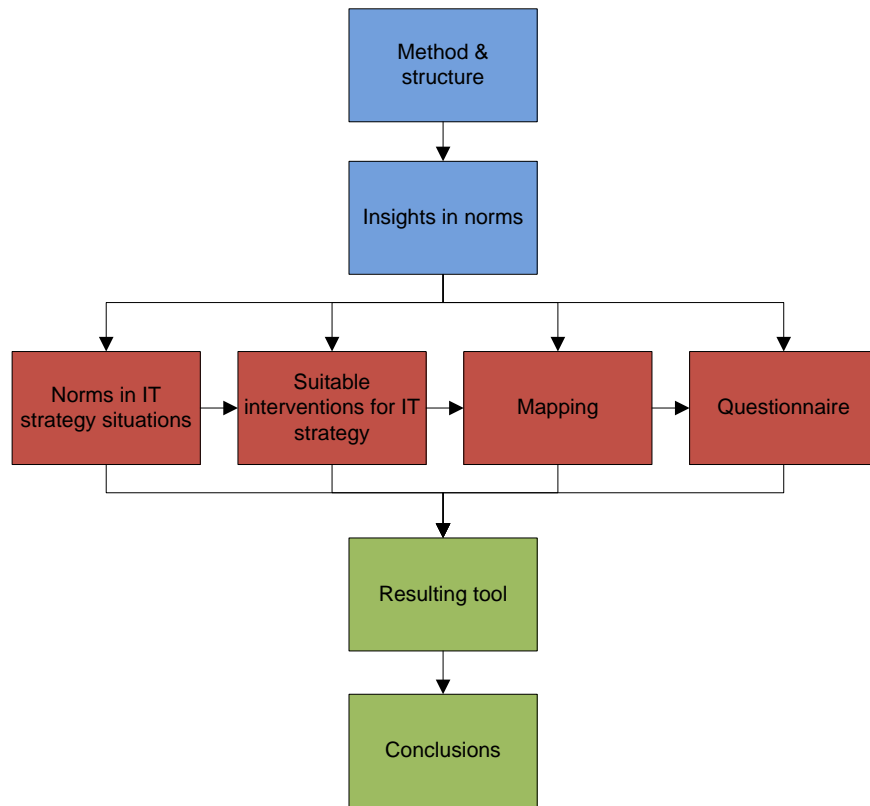 Method &
structure
Insights in norms
Norms in IT
strategy situations
Suitable
interventions for IT
strategy
Mapping
Questionnaire
Resulting tool
Conclusions